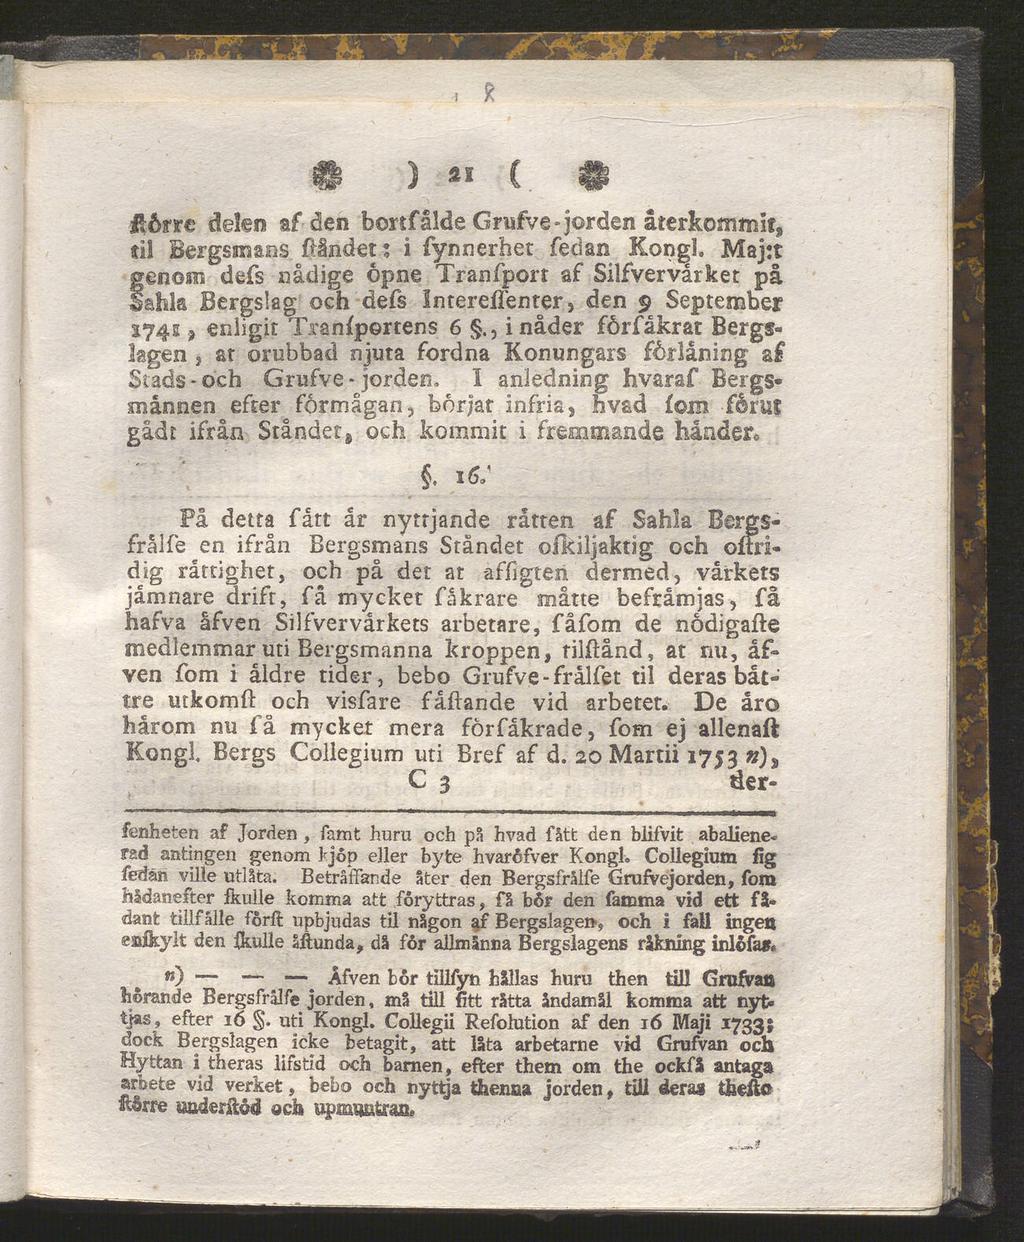 8
❁ ) 21 ( ❁
ſtörre delen af den bortſålde Grufve-jorden återkommit,
til Bergsmans ſtåndet; i ſynnerhet ſedan Kongl. Maj:t
genom deſs nådige öpne Tranſport af Silfververket på
Sahla Bergslag och deſs Intereſſenter, den 9 September
1741, enligit Tranſportens 6 §., i nåder förſäkrat Bergs-
lagen, at orubbad njuta fordna Konungars förläning af
Stads- och Grufve-jorden. I anledning hvaraf Bergs-
männen efter förmågan, börjat infria, hvad ſom förut
gådt ifrån Ståndet, och kommit i fremmande händer.
§. 16.
På detta ſått är nyttjande rätten af Sahla Bergs-
frälſe en ifrån Bergsmans Ståndet oſkiljaktig och oſtri-
dig rättighet, och på det at affigten dermed, värkets
jämnare drift, ſå mycket ſäkrare måtte befrämjas, ſå
hafva äfven Silfvervärkets arbetare, ſåſom de nödigaſte
medlemmar uti Bergsmanna kroppen, tilſtånd, at nu, äf-
ven ſom i äldre tider, bebo Grufve-frälſet til deras bät-
tre utkomſt och visſare fäſtande vid arbetet. De äro
härom nu ſå mycket mera förſäkrade, ſom ej allenaſt
Kongl. Bergs Collegium uti Bref af d. 20 Martii 1753 n),
C 3 der-
ſenheten af Jorden, ſamt huru och på hvad ſått den blifvit abaliene-
rad antingen genom kjöp eller byte hvaröfver Kongl. Collegium ſig
ſedan ville utlåta. Beträffande åter den Bergsfrälſe Grufvejorden, ſom
hädanefter ſkulle komma att föryttras, ſå bör den ſamma vid ett ſå-
dant tillfälle förſt upbjudas til någon af Bergslagen, och i fall ingen
enſkylt den ſkulle åſtunda, då för allmänna Bergslagens räkning inlöſas.
n) — — — Äfven bör tillſyn hållas huru then till Grufvan
hörande Bergsfrälſe jorden, må till ſitt rätta ändamål komma att nyt-
tjas, efter 16 §. uti Kongl. Collegii Reſolution af den 16 Maji 1733;
dock Bergslagen icke betagit, att låta arbetarne vid Grufvan och
Hyttan i theras lifstid och barnen, efter them om the ockſå antaga
arbete vid verket, bebo och nyttja thenna jorden, till deras theſto
ſtörre underſtöd och upmuntran.